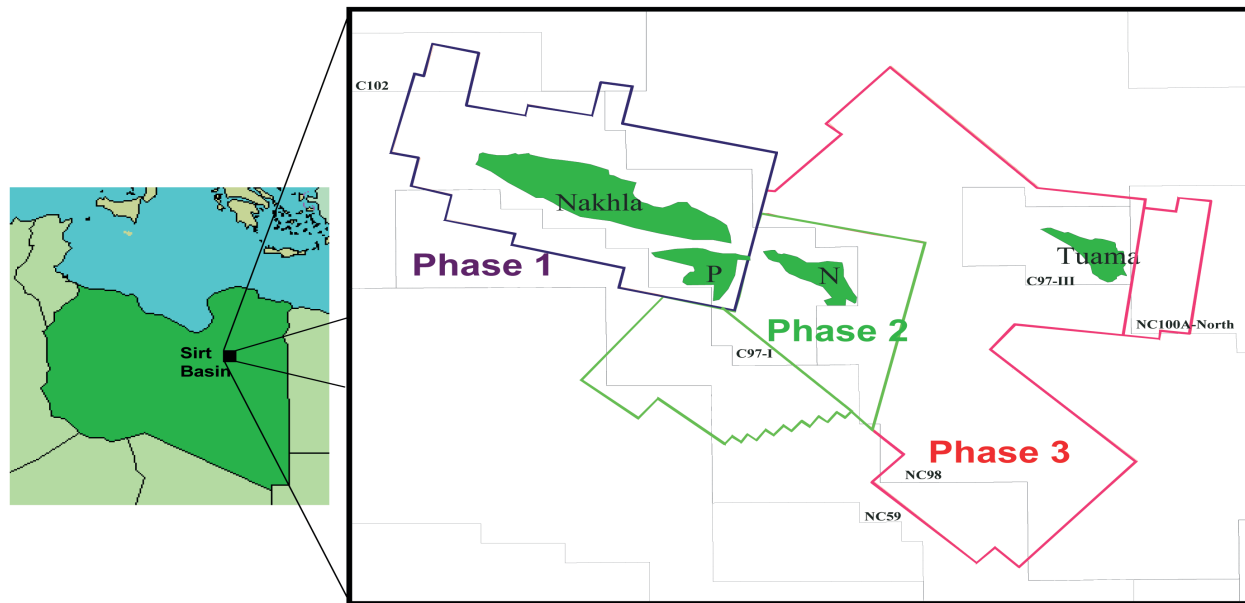 C102
Nakhla
Phase 1
P
N
Tuama
C97-III
NC100A-North
Phase 2
C97-I
Sirt
Basin
Phase 3
NC98
NC59